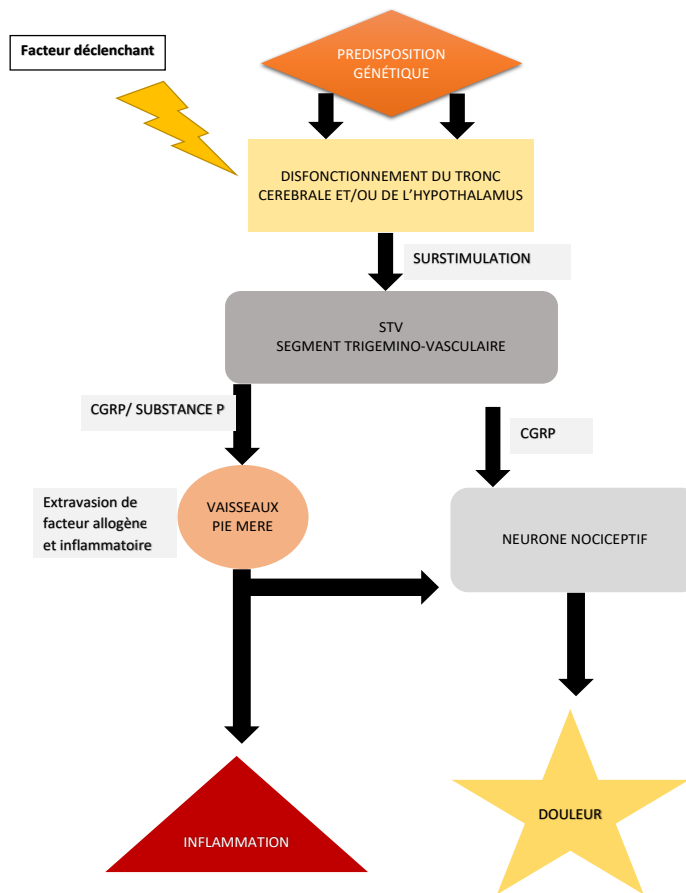 Facteur déclenchant
PREDISPOSITION
GÉNÉTIQUE
DISFONCTIONNEMENT DU TRONC
CEREBRALE ET/OU DE L'HYPOTHALAMUS
SURSTIMULATION
STV
SEGMENT TRIGEMINO-VASCULAIRE
CGRP/ SUBSTANCE P
CGRP
Extravasion de
facteur allogène
et inflammatoire
VAISSEAUX
PIE MERE
NEURONE NOCICEPTIF
INFLAMMATION
DOULEUR